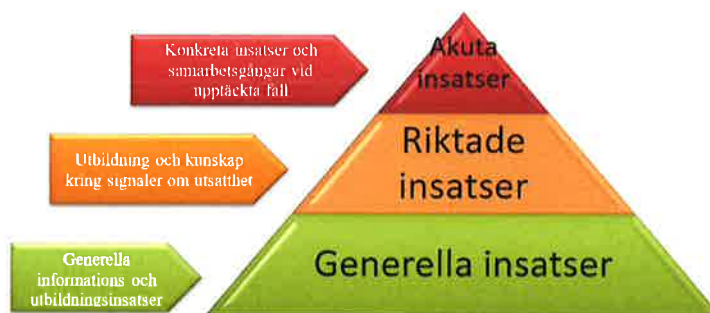 Konkreta insatser och
samarbetsgångar vid
upptäckta fall
Akuta
insatser
Utbildning och kunskap
kring signaler om utsatthet
Riktade
insatser
Generella
informations och
utbildningsinsatser
Generella insatser